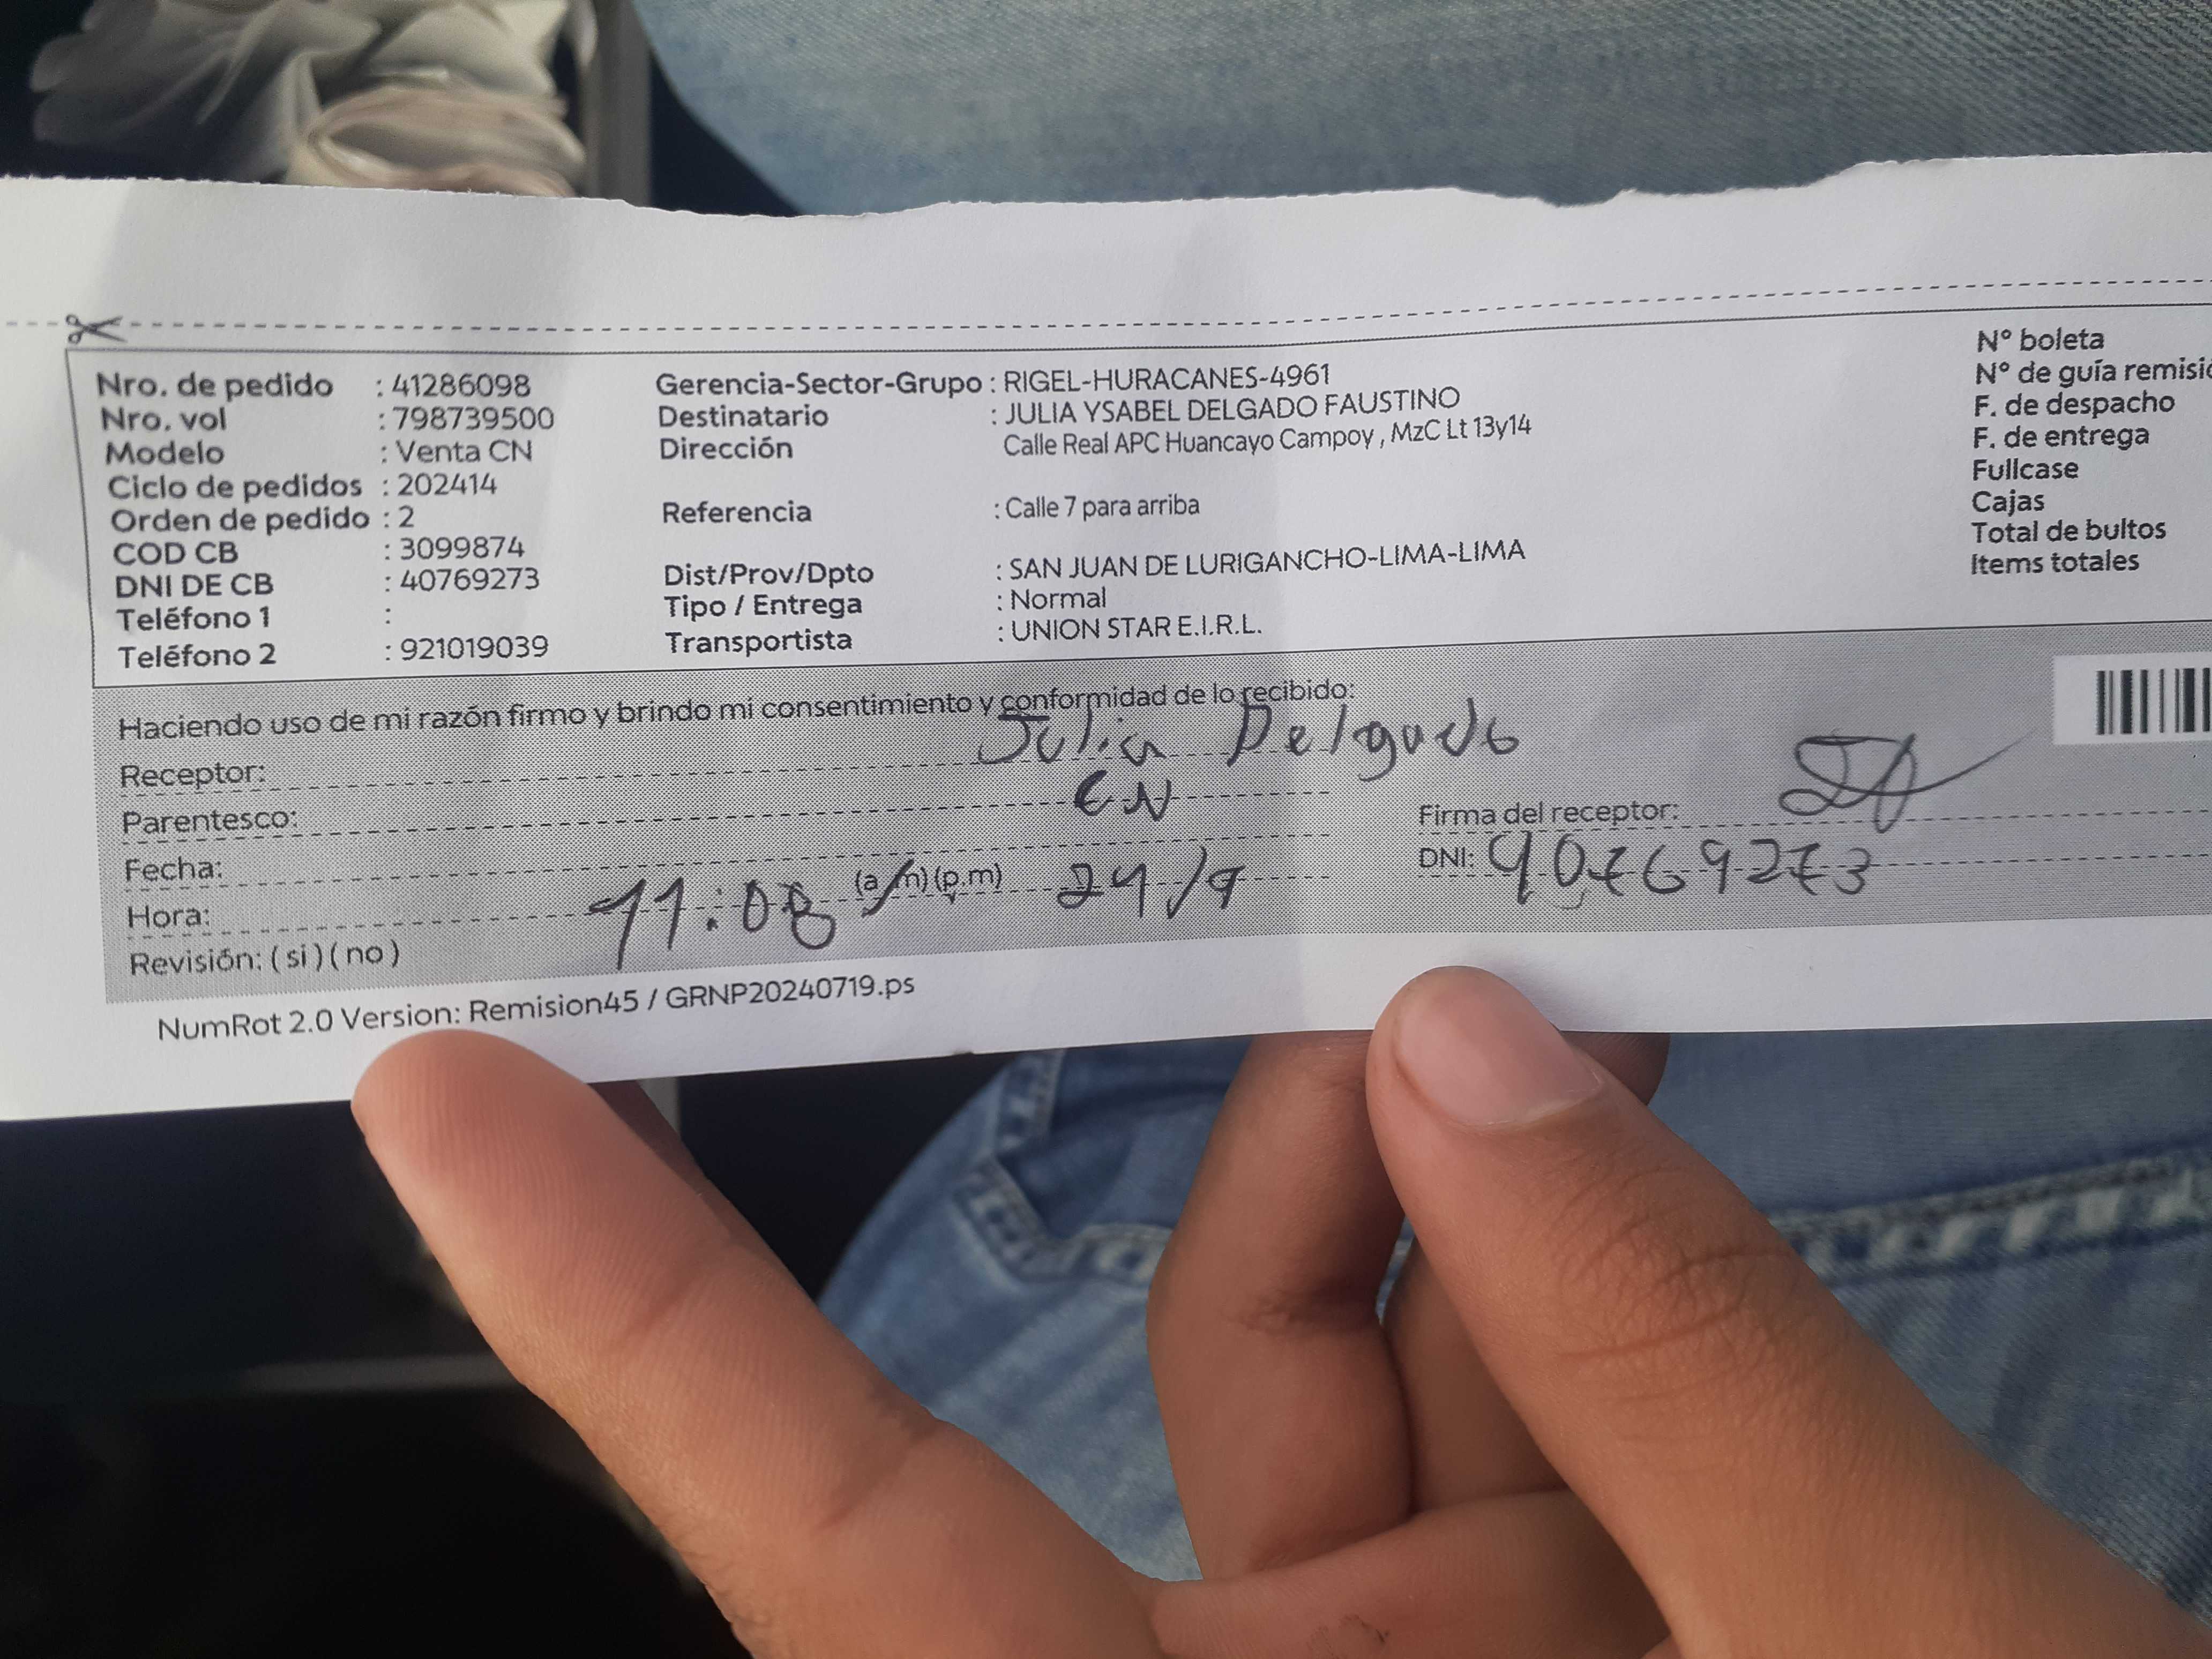 Nro. de pedido : 41286098 Gerencia-Sector-Grupo : RIGEL-HURACANES-4961 N° boleta
Nro. vol : 798739500 Destinatario : JULIA YSABEL DELGADO FAUSTINO N° de guía remisió
Modelo : Venta CN Dirección Calle Real APC Huancayo Campoy , MzC Lt 13y14 F. de despacho
F. de entrega
Ciclo de pedidos : 202414 Fullcase
Orden de pedido : 2 Referencia : Calle 7 para arriba Cajas
COD CB : 3099874 Total de bultos
DNI DE CB : 40769273 Dist/Prov/Dpto : SAN JUAN DE LURIGANCHO-LIMA-LIMA Items totales
Teléfono 1 : Tipo / Entrega : Normal
Teléfono 2 : 921019039 Transportista : UNION STAR E.I.R.L.
Haciendo uso de mi razón firmo y brindo mi consentimiento y conformidad de lo recibido:
Receptor: Julia Delgado
Parentesco: CN Firma del receptor:
Fecha: DNI: 40769273
Hora: 11:08 (a.m) (p.m) 24/7
Revisión: ( si ) ( no )
NumRot 2.0 Version: Remision45 / GRNP20240719.ps